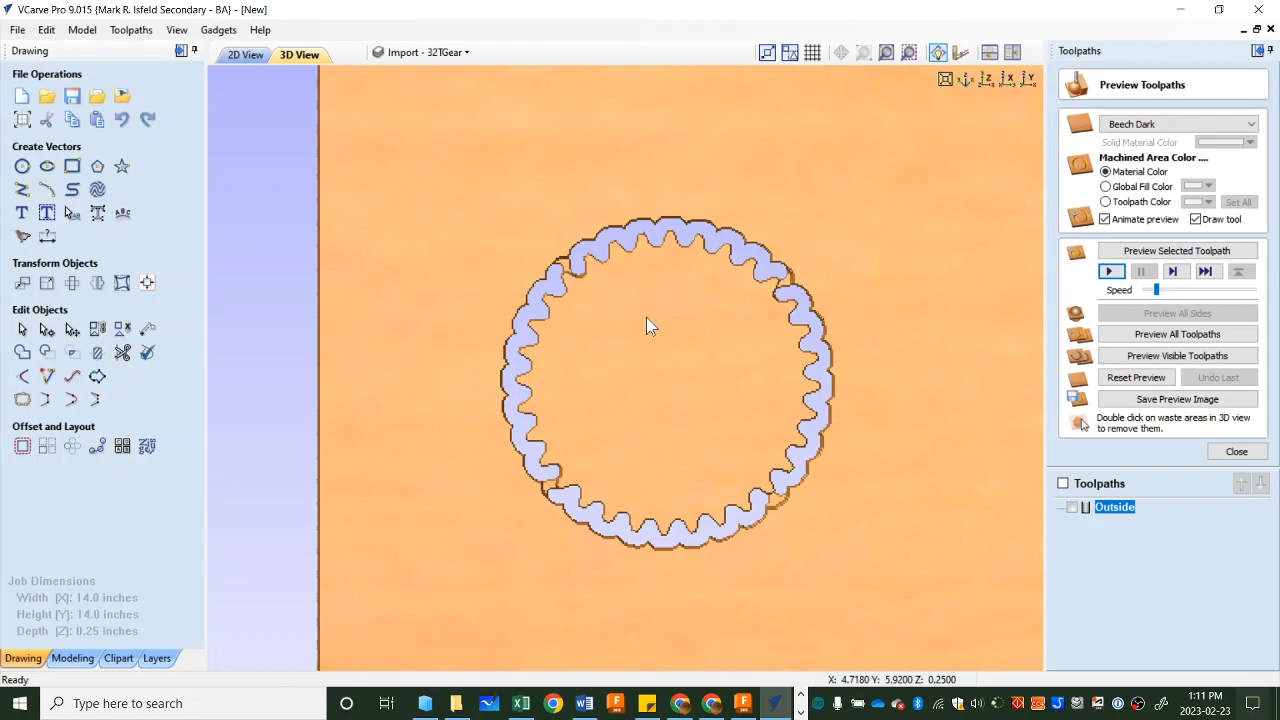 VCarve Pro 9.015 {Mark R. Isfeld Secondary - BA} - [New]
File Edit Model Toolpaths View Gadgets Help
Drawing
2D View 3D View Import - 32TGear
Toolpaths
File Operations
Create Vectors
Transform Objects
Edit Objects
Offset and Layout
Job Dimensions
Width [X]: 14.0 inches
Height [Y]: 14.0 inches
Depth [Z]: 0.25 inches
Drawing Modeling Clipart Layers
Z X Y
Preview Toolpaths
Beech Dark
Solid Material Color
Machined Area Color ....
Material Color
Global Fill Color
Toolpath Color Set All
Animate preview Draw tool
Preview Selected Toolpath
Speed
Preview All Sides
Preview All Toolpaths
Preview Visible Toolpaths
Reset Preview Undo Last
Save Preview Image
Double click on waste areas in 3D view
to remove them.
Close
Toolpaths
Outside
Ready
X: 4.7180 Y: 5.9200 Z: 0.2500
Type here to search
1:11 PM
2023-02-23